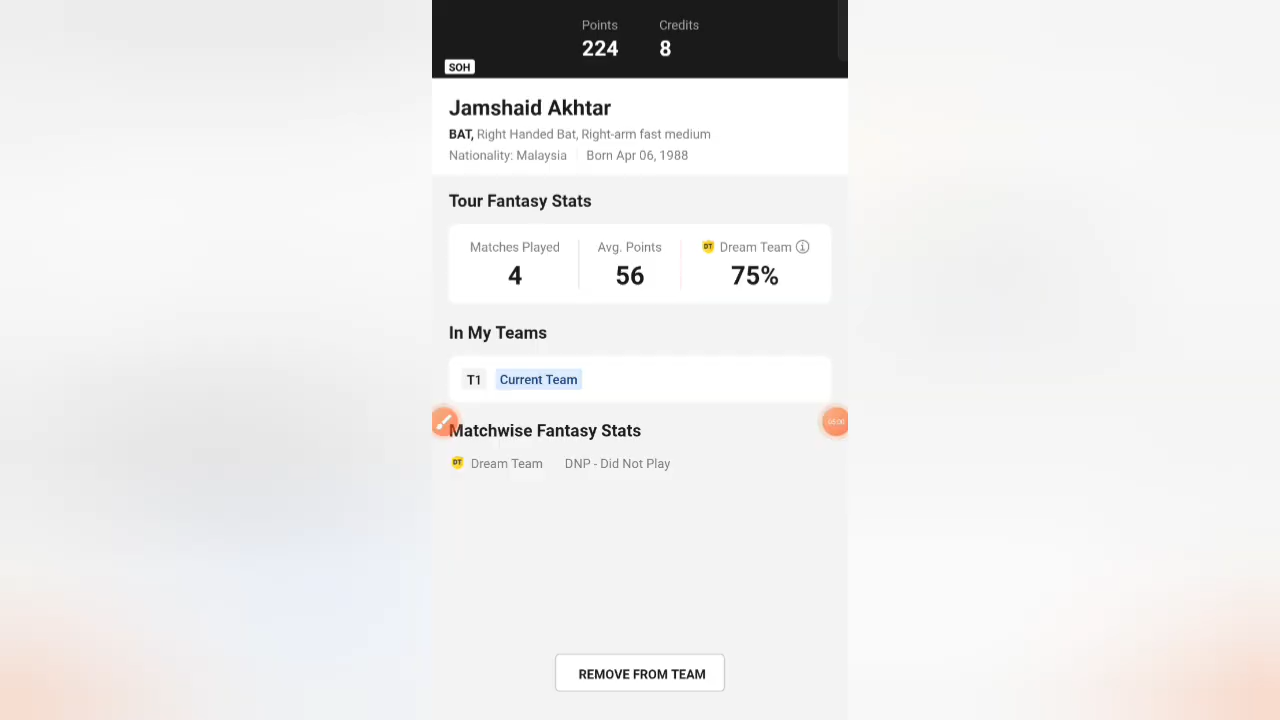 Points Credits
224 8
SOH
Jamshaid Akhtar
BAT, Right Handed Bat, Right-arm fast medium
Nationality: Malaysia Born Apr 06, 1988
Tour Fantasy Stats
Matches Played Avg. Points DT Dream Team
4 56 75%
In My Teams
T1 Current Team
Matchwise Fantasy Stats
DT Dream Team DNP - Did Not Play
REMOVE FROM TEAM